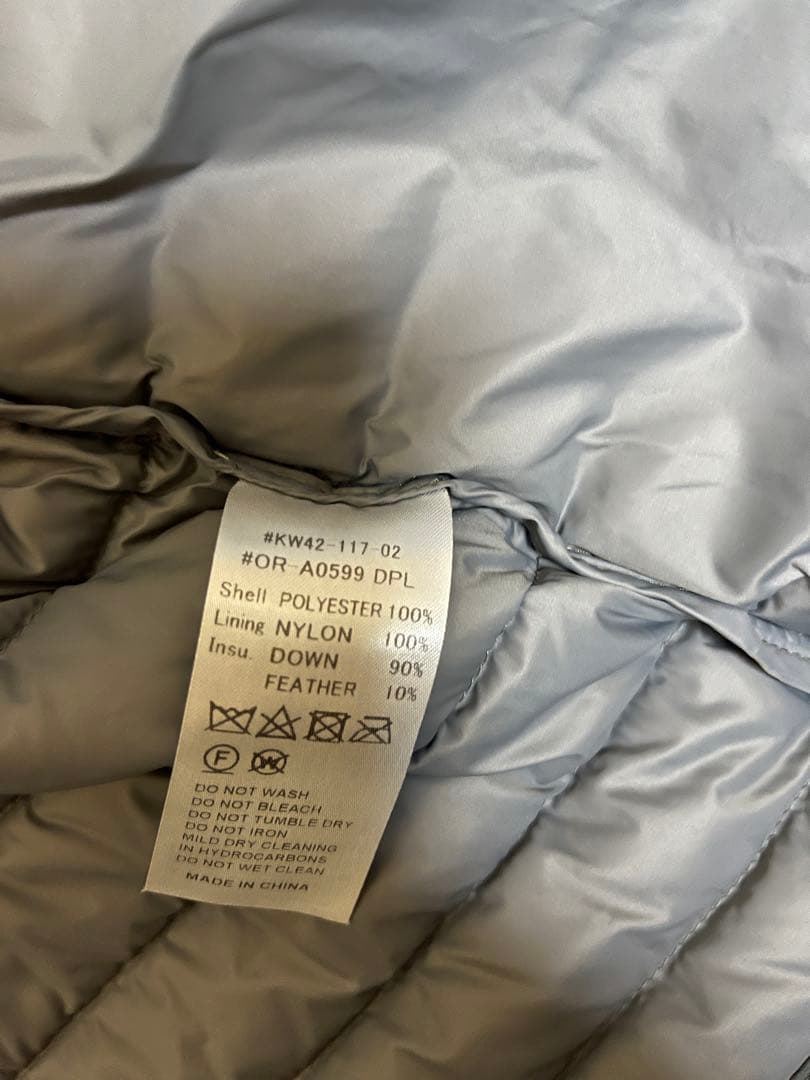 #KW42-117-02
#OR-A0599 DPL
Shell POLYESTER 100%
Lining NYLON 100%
Insu. DOWN 90%
FEATHER 10%
F W
DO NOT WASH
DO NOT BLEACH
DO NOT TUMBLE DRY
DO NOT IRON
MILD DRY CLEANING
IN HYDROCARBONS
DO NOT WET CLEAN
MADE IN CHINA